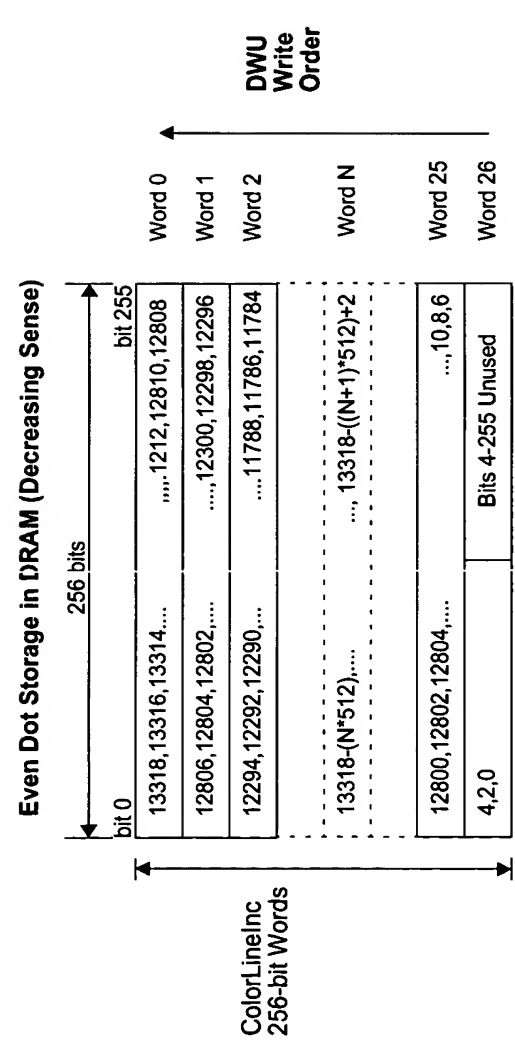 Even Dot Storage in DRAM (Decreasing Sense)
256 bits
bit 0
bit 255
13318,13316,13314....
,,,,,.1212,12810,12808
Word 0
12806,12804,12802,....
.....,12300,12298,12296
Word 1
12294,12292,12290,...
....11788,11786,11784
Word 2
13318-(N*512),....
...., 13318-((N+1)*512)+2
Word N
12800,12802,12804,....
...,10,8,6
Word 25
4,2,0
Bits 4-255 Unused
Word 26
ColorLineInc
256-bit Words
DWU
Write
Order